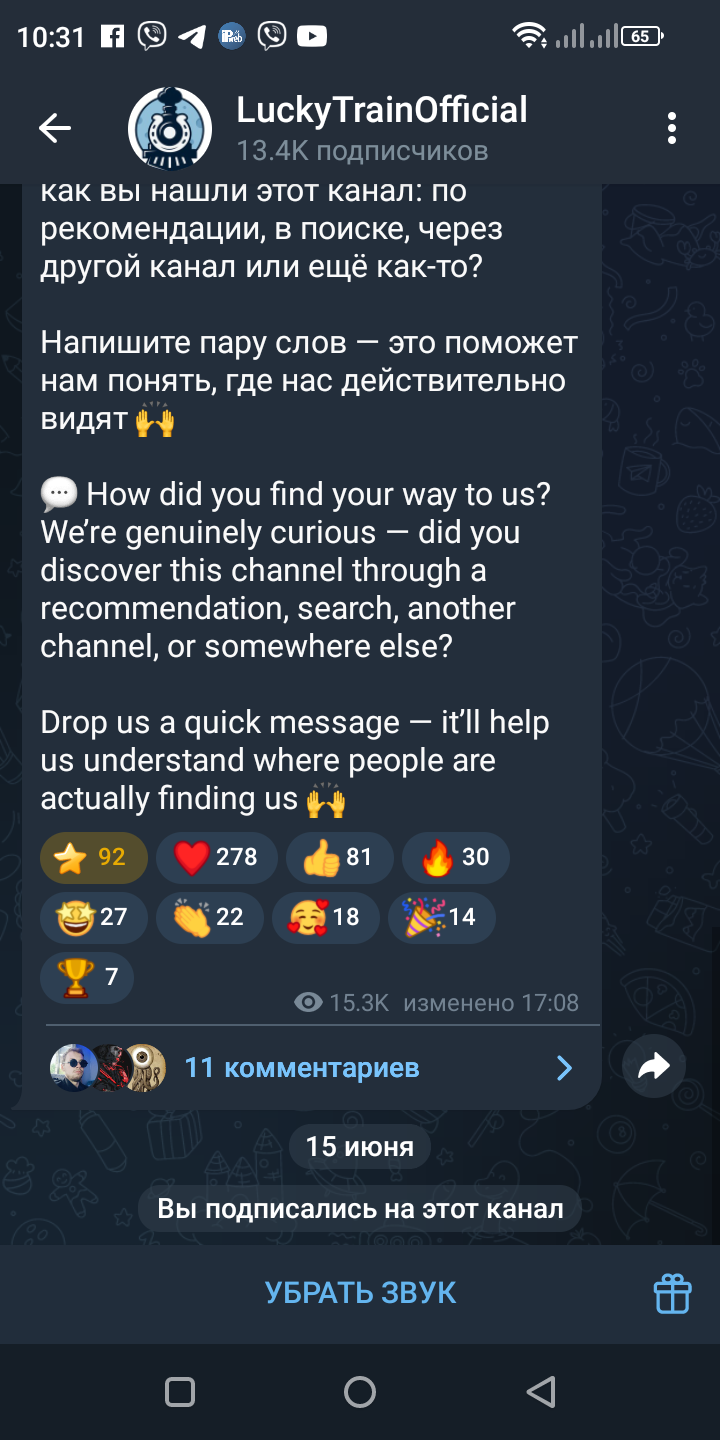 10:31
65
LuckyTrainOfficial
13.4K подписчиков
как вы нашли этот канал: по
рекомендации, в поиске, через
другой канал или ещё как-то?
Напишите пару слов — это поможет
нам понять, где нас действительно
видят 🙌
💬 How did you find your way to us?
We’re genuinely curious — did you
discover this channel through a
recommendation, search, another
channel, or somewhere else?
Drop us a quick message — it’ll help
us understand where people are
actually finding us 🙌
⭐ 92 ❤️ 278 👍 81 🔥 30
🤩 27 👏 22 🥰 18 🎉 14
🏆 7
15.3K изменено 17:08
11 комментариев
15 июня
Вы подписались на этот канал
УБРАТЬ ЗВУК